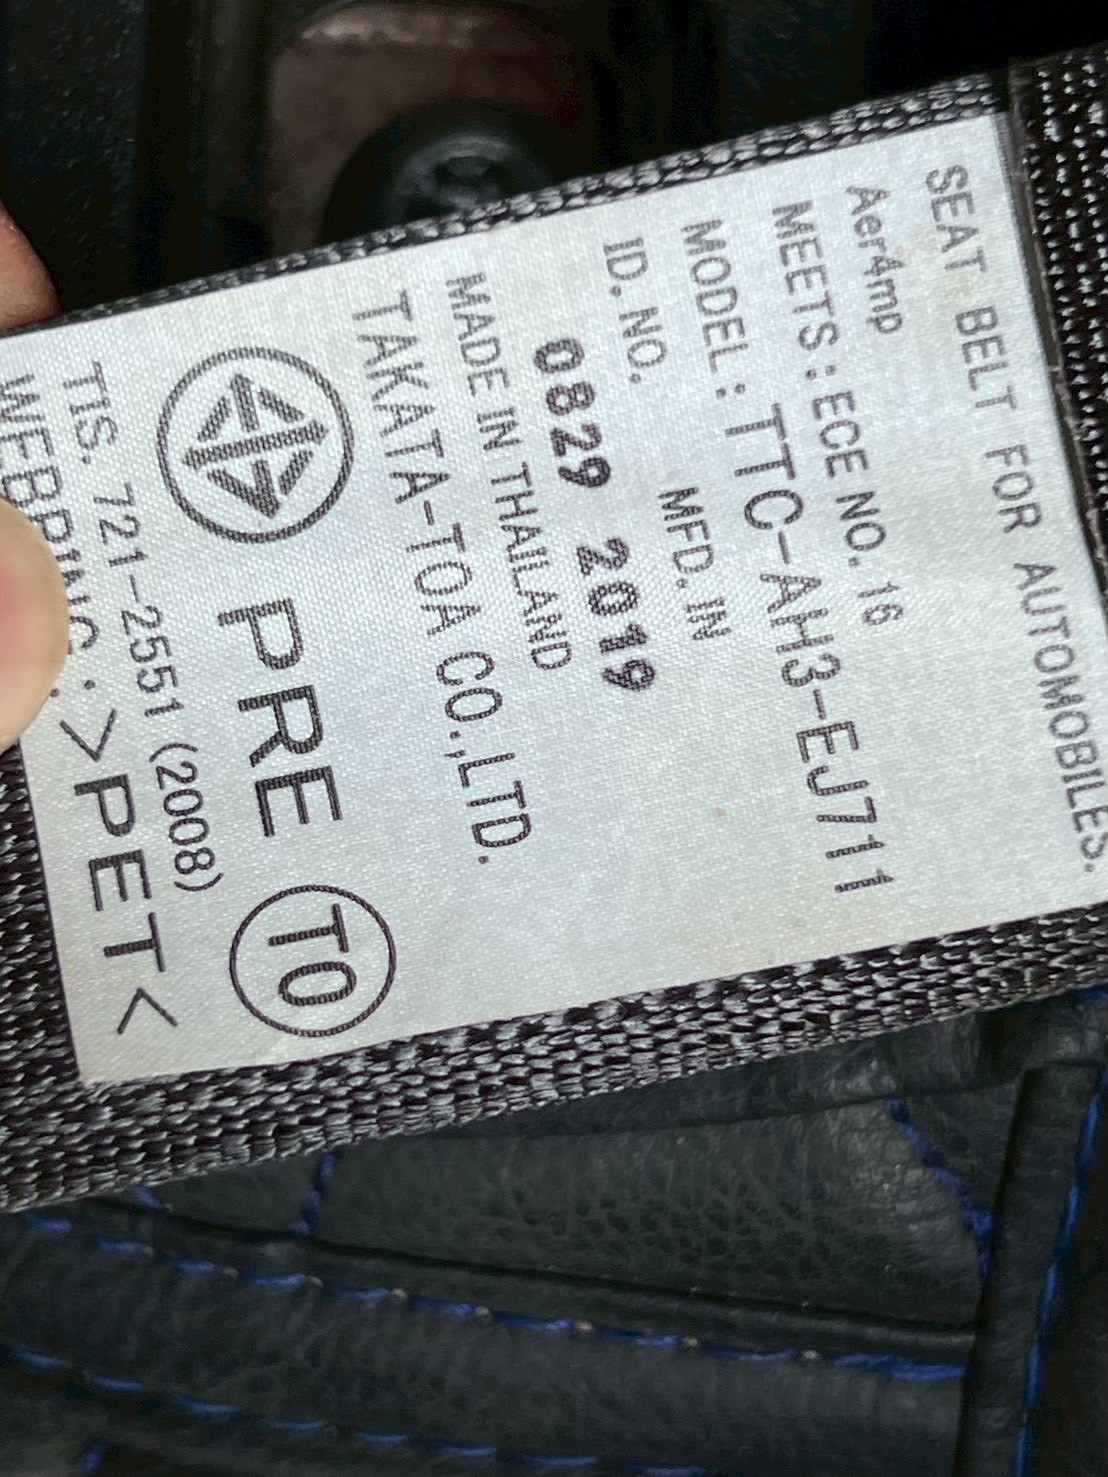 SEAT BELT FOR AUTOMOBILES.
Aer4mp
MEETS : ECE NO. 16
MODEL : TTC-AH3-EJ711
ID. NO. MFD. IN
0829 2019
MADE IN THAILAND
TAKATA-TOA CO.,LTD.
PRE TO
TIS. 721-2551 (2008)
: >PET<